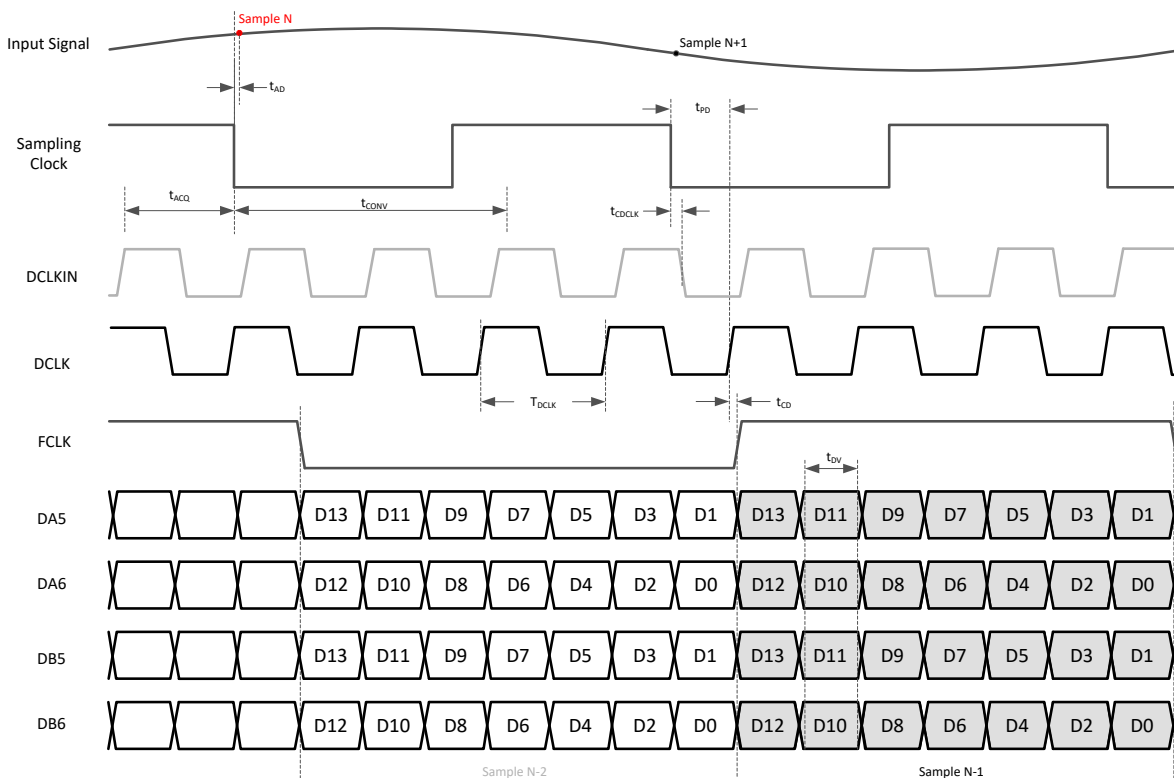 Sample N
Input Signal
Sample N+1
tAD
tPD
Sampling
Clock
tACQ
tCONV
tCDCLK
DCLKIN
DCLK
TDCLK
tCD
FCLK
tDV
DA5
D13 D11 D9 D7 D5 D3 D1 D13 D11 D9 D7 D5 D3 D1
DA6
D12 D10 D8 D6 D4 D2 D0 D12 D10 D8 D6 D4 D2 D0
DB5
D13 D11 D9 D7 D5 D3 D1 D13 D11 D9 D7 D5 D3 D1
DB6
D12 D10 D8 D6 D4 D2 D0 D12 D10 D8 D6 D4 D2 D0
Sample N-2
Sample N-1